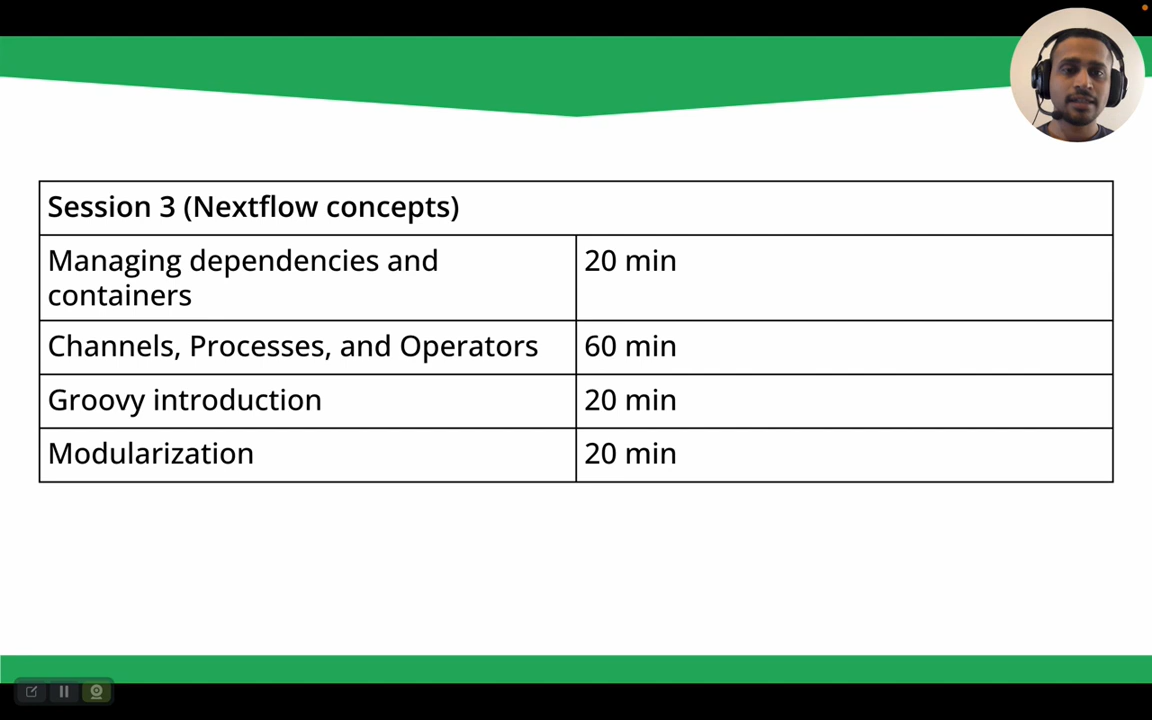 Session 3 (Nextflow concepts)
Managing dependencies and
containers
20 min
Channels, Processes, and Operators
60 min
Groovy introduction
20 min
Modularization
20 min